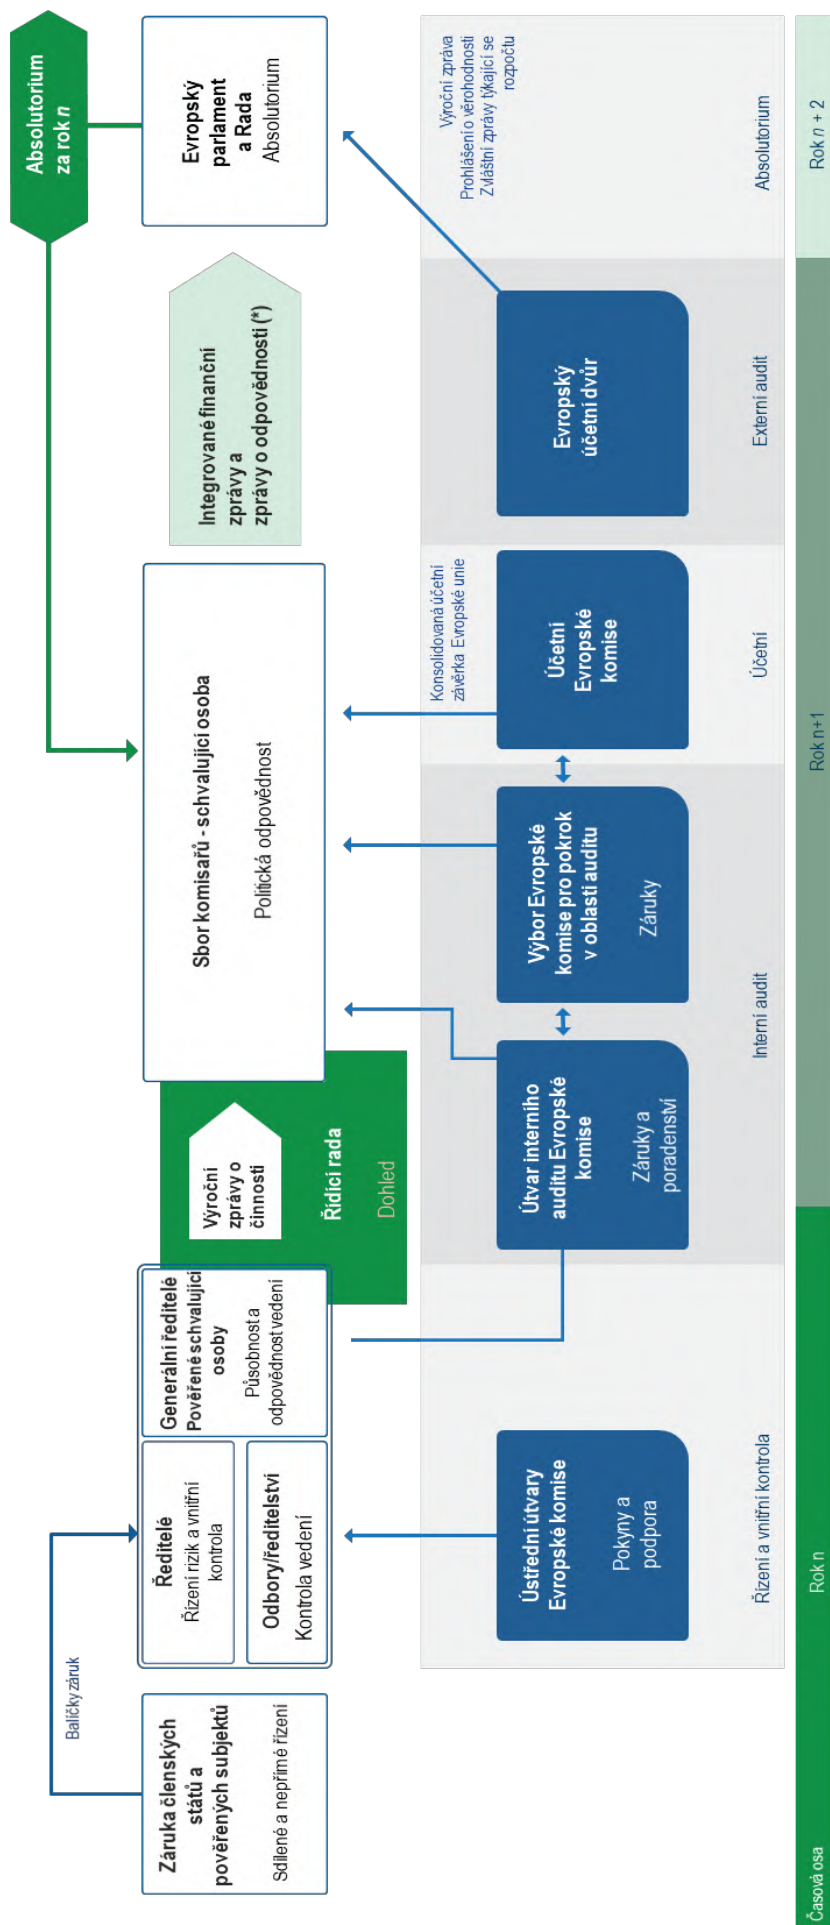 Balíčky záruk
Záruka členských
států a
pověřených subjektů
Sdílené a nepřímé řízení
Ředitelé
Řízení rizik a vnitřní
kontrola
Odbory/ředitelství
Kontrola vedení
Generální ředitelé
Pověřené schvalující
osoby
Působnost a
odpovědnost vedení
Výroční
zprávy o
činnosti
Řídící rada
Dohled
Sbor komisařů - schvalující osoba
Politická odpovědnost
Integrované finanční
zprávy a
zprávy o odpovědnosti (*)
Absolutorium
za rok n
Evropský
parlament
a Rada
Absolutorium
Ústřední útvary
Evropské komise
Pokyny a
podpora
Řízení a vnitřní kontrola
Útvar interního
auditu Evropské
komise
Záruky a
poradenství
Výbor Evropské
komise pro pokrok
v oblasti auditu
Záruky
Interní audit
Konsolidovaná účetní
závěrka Evropské unie
Účetní
Evropské
komise
Účetní
Evropský
účetní dvůr
Externí audit
Výroční zpráva
Prohlášení o věrohodnosti
Zvláštní zprávy týkající se
rozpočtu
Absolutorium
Časová osa
Rok n
Rok n+1
Rok n + 2